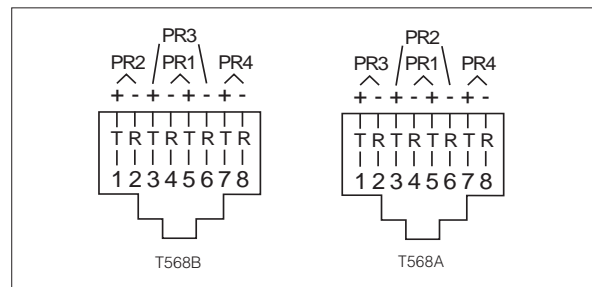 PR3
PR2 PR1 PR4
+ - + - + - + -
T R T R T R T R
1 2 3 4 5 6 7 8
T568B
PR2
PR3 PR1 PR4
+ - + - + - + -
T R T R T R T R
1 2 3 4 5 6 7 8
T568A